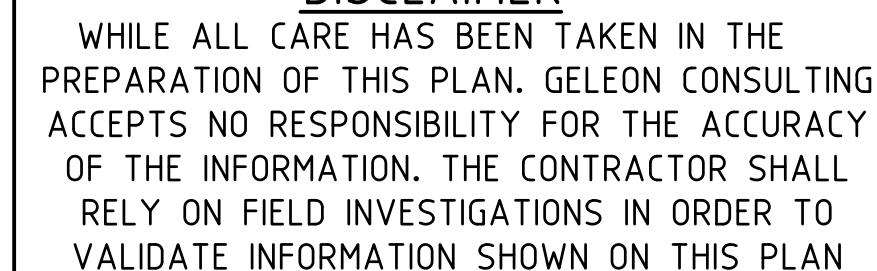 DISCLAIMER
WHILE ALL CARE HAS BEEN TAKEN IN THE
PREPARATION OF THIS PLAN. GELEON CONSULTING
ACCEPTS NO RESPONSIBILITY FOR THE ACCURACY
OF THE INFORMATION. THE CONTRACTOR SHALL
RELY ON FIELD INVESTIGATIONS IN ORDER TO
VALIDATE INFORMATION SHOWN ON THIS PLAN